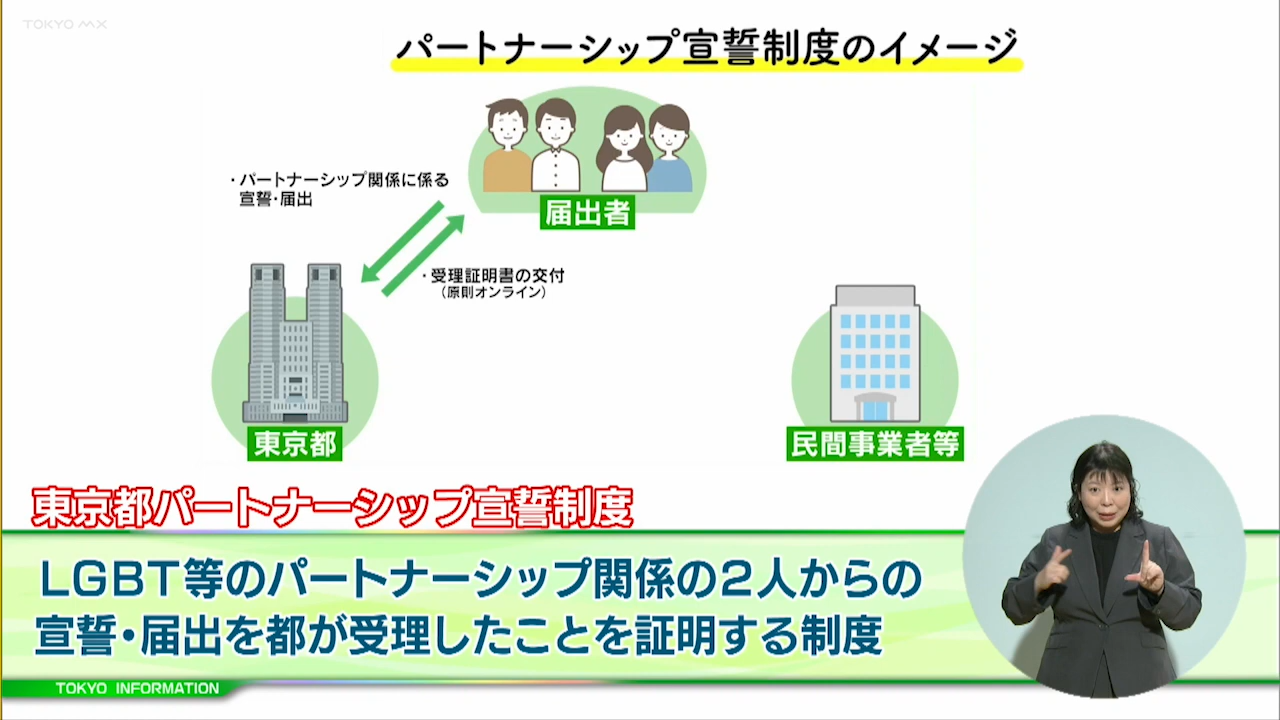 TOKYO MX
パートナーシップ宣誓制度のイメージ
・パートナーシップ関係に係る
宣誓・届出
届出者
・受理証明書の交付
（原則オンライン）
東京都
民間事業者等
東京都パートナーシップ宣誓制度
LGBT等のパートナーシップ関係の2人からの
宣誓・届出を都が受理したことを証明する制度
TOKYO INFORMATION